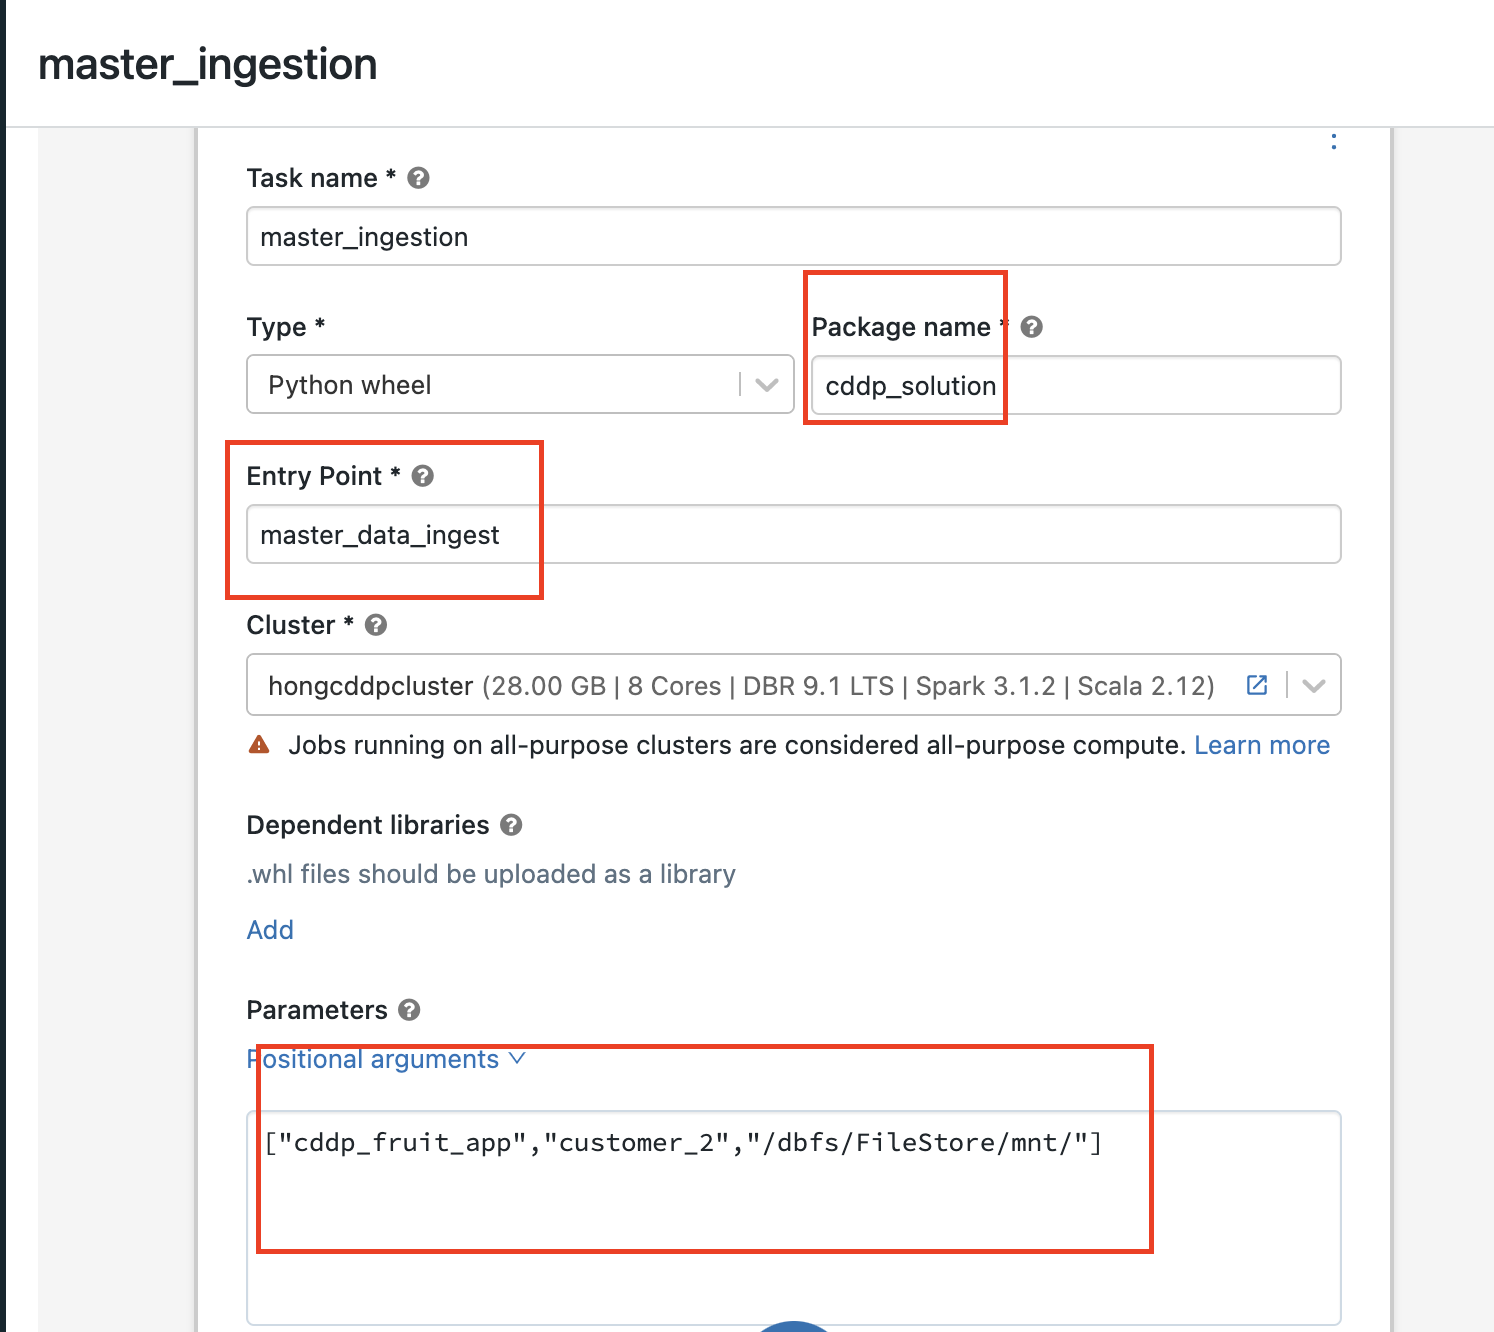 master_ingestion
Task name *
master_ingestion
Type *
Package name *
Python wheel
cddp_solution
Entry Point *
master_data_ingest
Cluster *
hongcddpcluster (28.00 GB | 8 Cores | DBR 9.1 LTS | Spark 3.1.2 | Scala 2.12)
Jobs running on all-purpose clusters are considered all-purpose compute. Learn more
Dependent libraries
.whl files should be uploaded as a library
Add
Parameters
Positional arguments
["cddp_fruit_app","customer_2","/dbfs/FileStore/mnt/"]